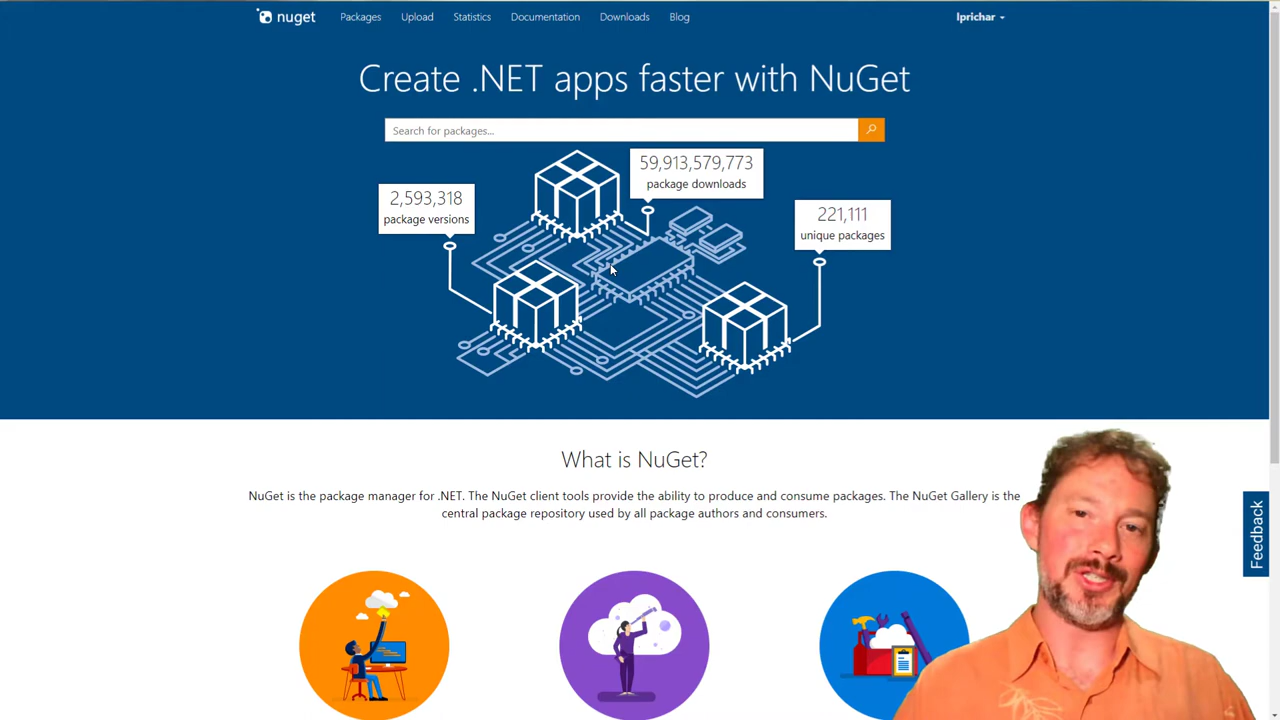 nuget Packages Upload Statistics Documentation Downloads Blog lprichar
Create .NET apps faster with NuGet
Search for packages...
59,913,579,773
package downloads
2,593,318
package versions
221,111
unique packages
What is NuGet?
NuGet is the package manager for .NET. The NuGet client tools provide the ability to produce and consume packages. The NuGet Gallery is the
central package repository used by all package authors and consumers.
Feedback